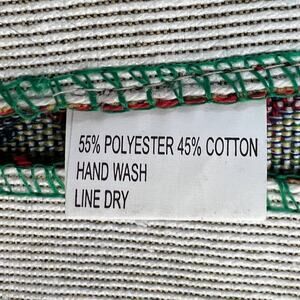 55% POLYESTER 45% COTTON
HAND WASH
LINE DRY